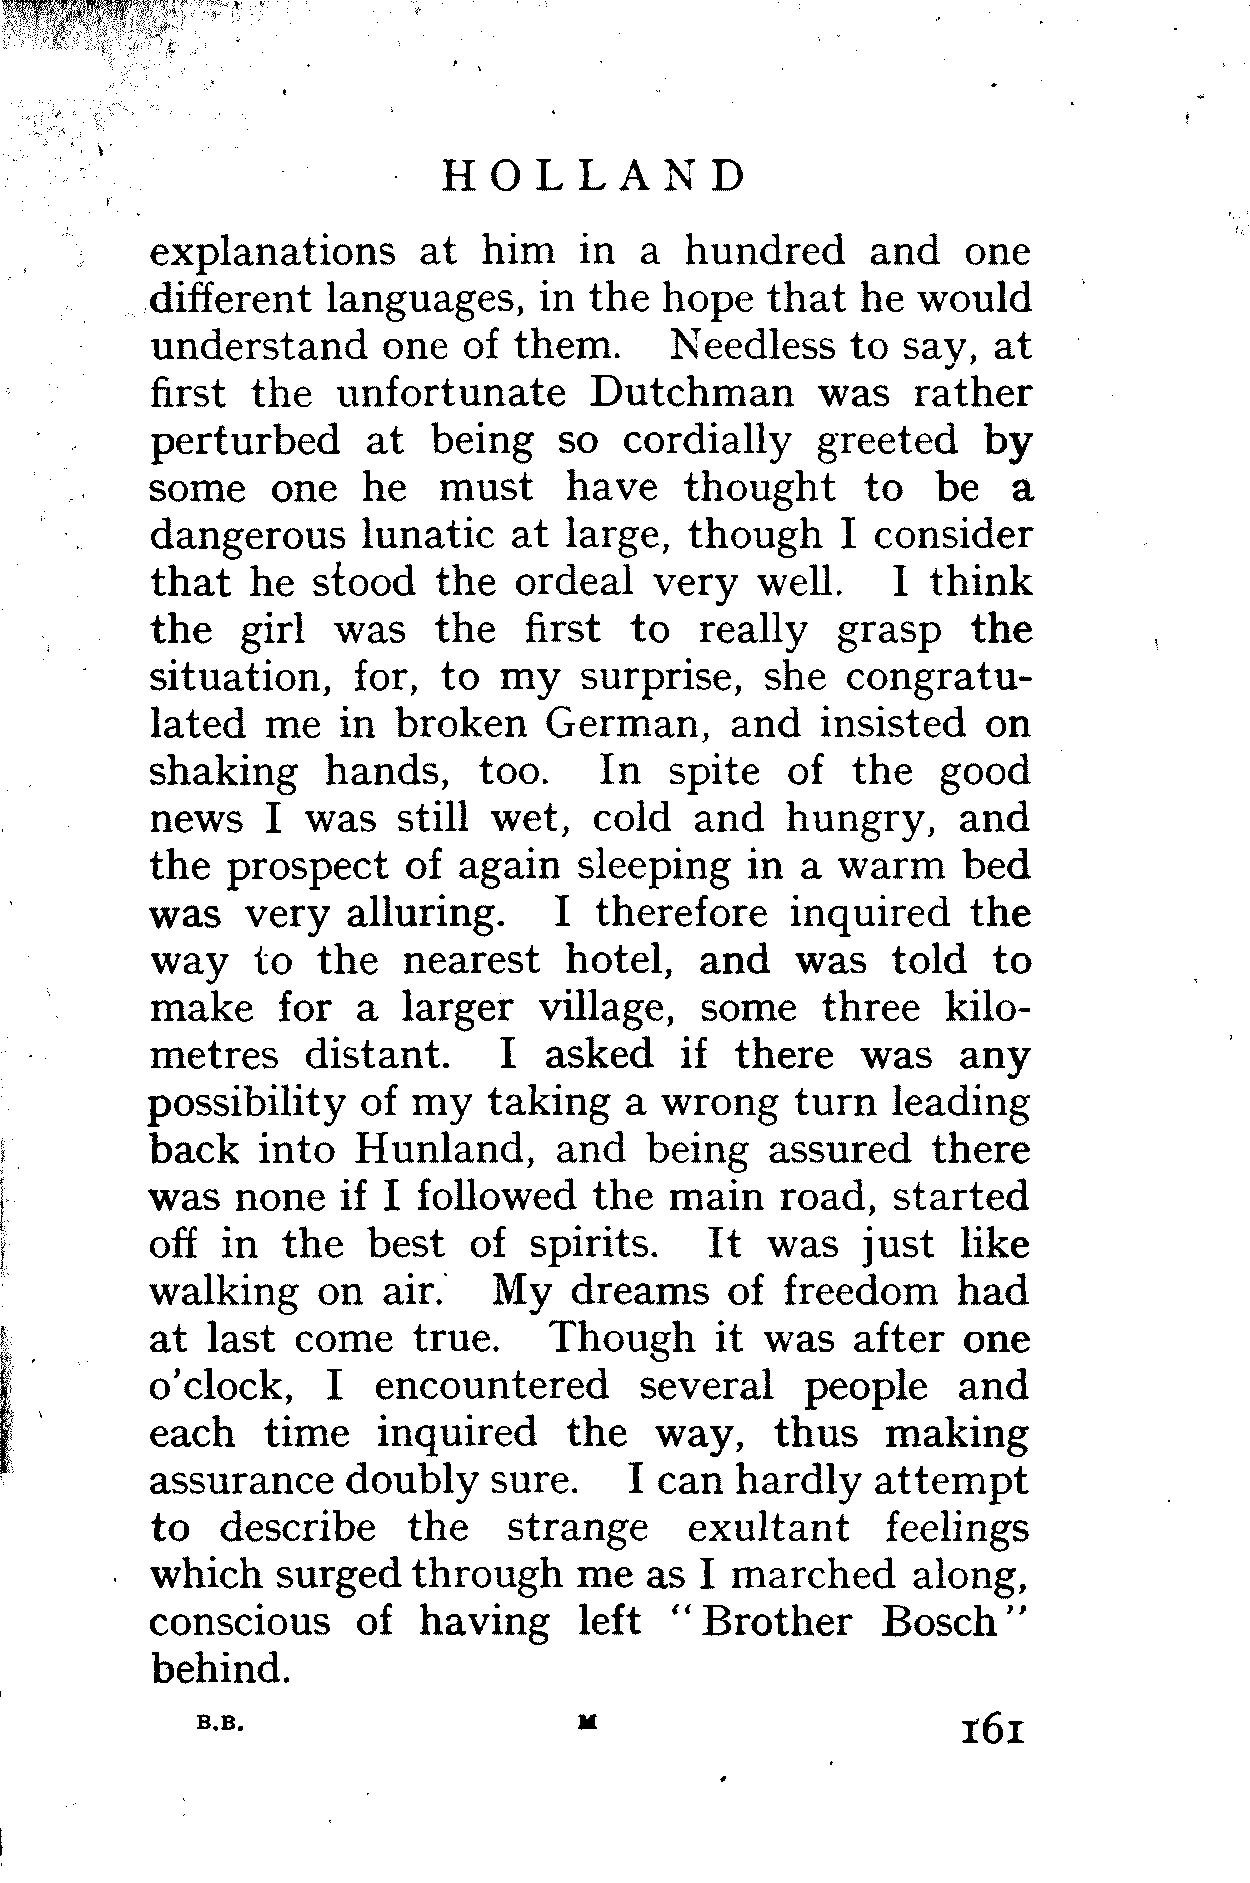 HOLLAND
explanations at him in a hundred and one
different languages, in the hope that he would
understand one of them. Needless to say, at
first the unfortunate Dutchman was rather
perturbed at being so cordially greeted by
some one he must have thought to be a
dangerous lunatic at large, though I consider
that he stood the ordeal very well. I think
the girl was the first to really grasp the
situation, for, to my surprise, she congratu-
lated me in broken German, and insisted on
shaking hands, too. In spite of the good
news I was still wet, cold and hungry, and
the prospect of again sleeping in a warm bed
was very alluring. I therefore inquired the
way to the nearest hotel, and was told to
make for a larger village, some three kilo-
metres distant. I asked if there was any
possibility of my taking a wrong turn leading
back into Hunland, and being assured there
was none if I followed the main road, started
off in the best of spirits. It was just like
walking on air. My dreams of freedom had
at last come true. Though it was after one
o'clock, I encountered several people and
each time inquired the way, thus making
assurance doubly sure. I can hardly attempt
to describe the strange exultant feelings
which surged through me as I marched along,
conscious of having left "Brother Bosch"
behind.
B.B. M 161